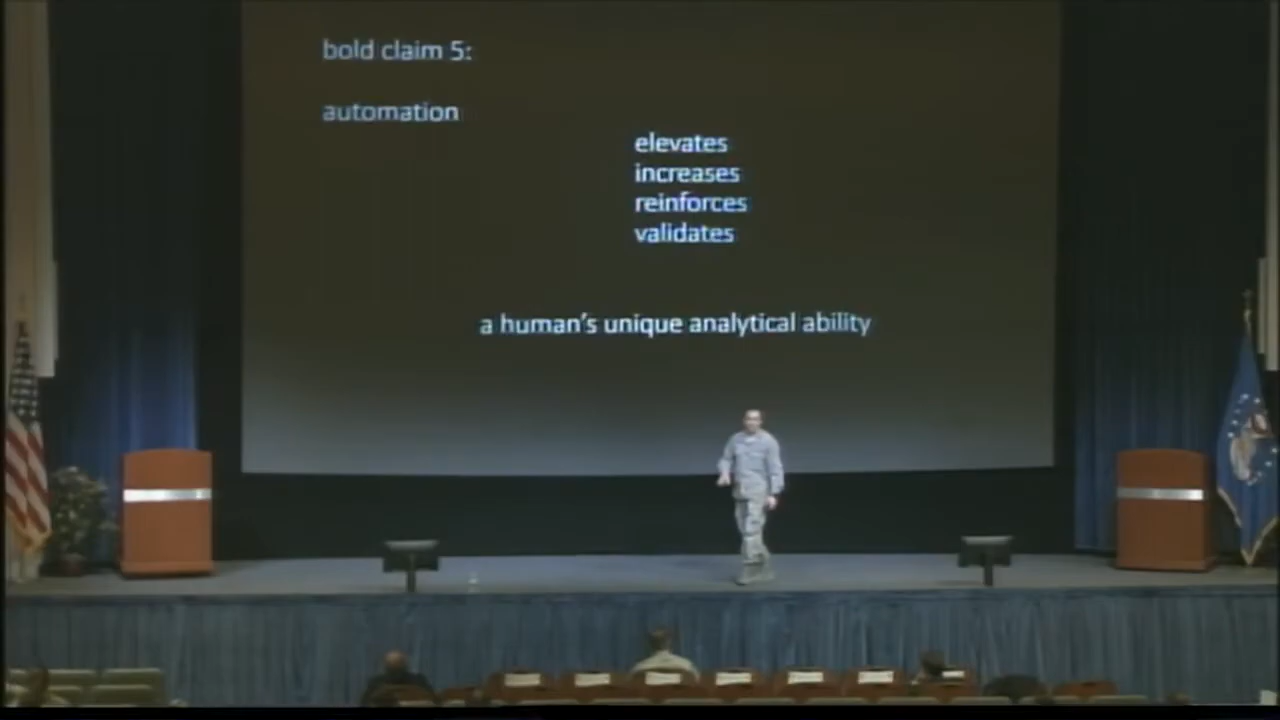 bold claim 5:
automation
elevates
increases
reinforces
validates
a human's unique analytical ability